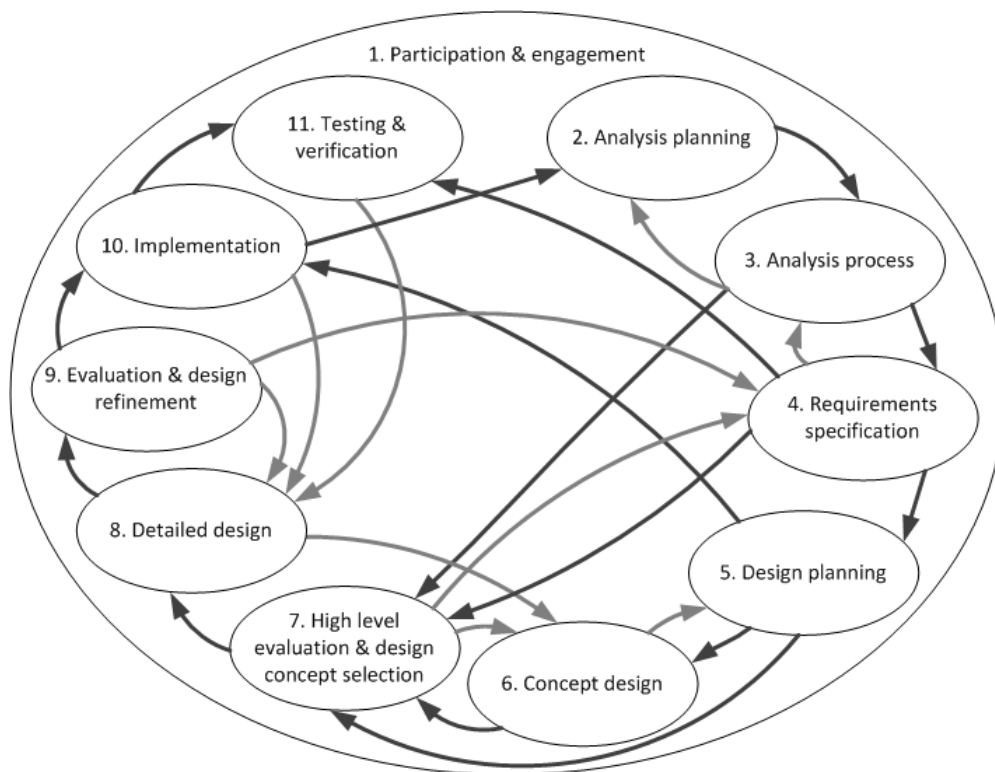 1. Participation & engagement
2. Analysis planning
3. Analysis process
4. Requirements
specification
5. Design planning
6. Concept design
7. High level
evaluation & design
concept selection
8. Detailed design
9. Evaluation & design
refinement
10. Implementation
11. Testing &
verification